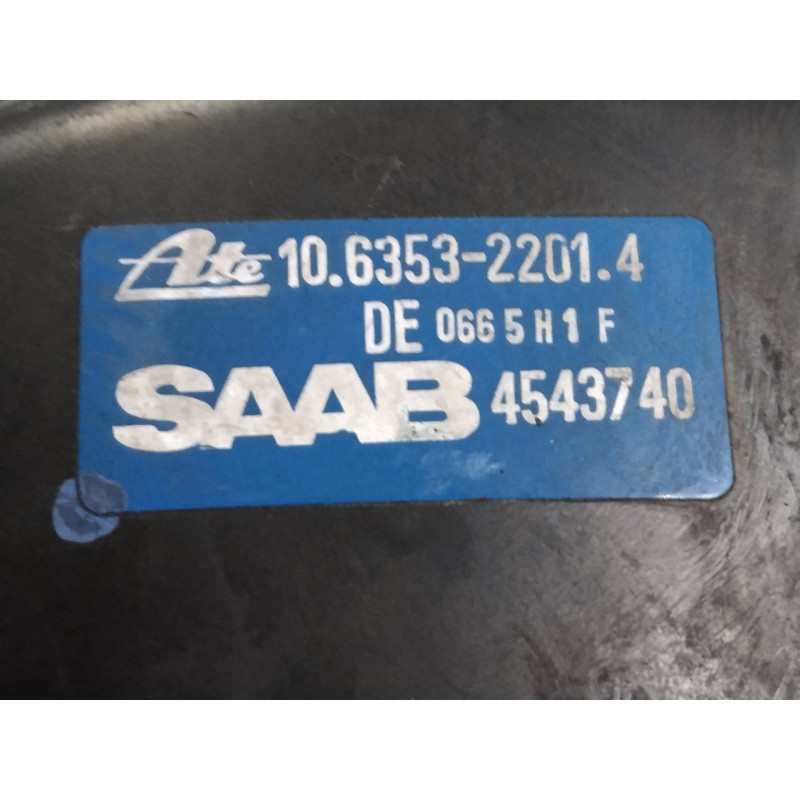 Ate 10.6353-2201.4
DE 066 5 H 1 F
SAAB 4543740